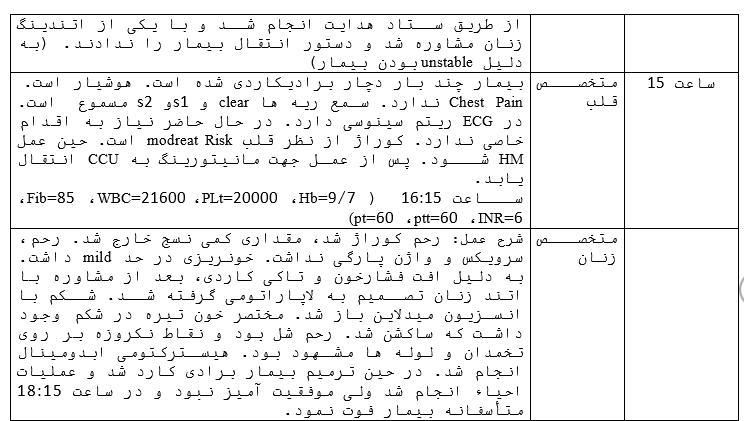 از طریق ستاد هدایت انجام شد و با یکی از اتندینگ
زنان مشاوره شد و دستور انتقال بیمار را ندادند. (به
دلیل unstable بودن بیمار)
ساعت 15
متخصص
قلب
بیمار چند بار دچار برادیکاردی شده است. هوشیار است.
Chest Pain ندارد. سمع ریه ها clear و s1و s2 مسموع است.
در ECG ریتم سینوسی دارد. در حال حاضر نیاز به اقدام
خاصی ندارد. کوراژ از نظر قلب modreat Risk است. حین عمل
HM شود. پس از عمل جهت مانیتورینگ به CCU انتقال
یابد.
ساعت 16:15 ( Hb=9/7، PLt=20000، WBC=21600، Fib=85،
INR=6، ptt=60، pt=60)
متخصص
زنان
شرح عمل: رحم کوراژ شد، مقداری کمی نسج خارج شد. رحم،
سرویکس و واژن پارگی نداشت. خونریزی در حد mild داشت.
به دلیل افت فشارخون و تاکی کاردی، بعد از مشاوره با
اتند زنان تصمیم به لاپاراتومی گرفته شد. شکم با
انسزیون میدلاین باز شد. مختصر خون تیره در شکم وجود
داشت که ساکشن شد. رحم شل بود و نقاط نکروزه بر روی
تخمدان و لوله ها مشهود بود. هیسترکتومی ابدومینال
انجام شد. در حین ترمیم بیمار برادی کارد شد و عملیات
احیاء انجام شد ولی موفقیت آمیز نبود و در ساعت 18:15
متأسفانه بیمار فوت نمود.